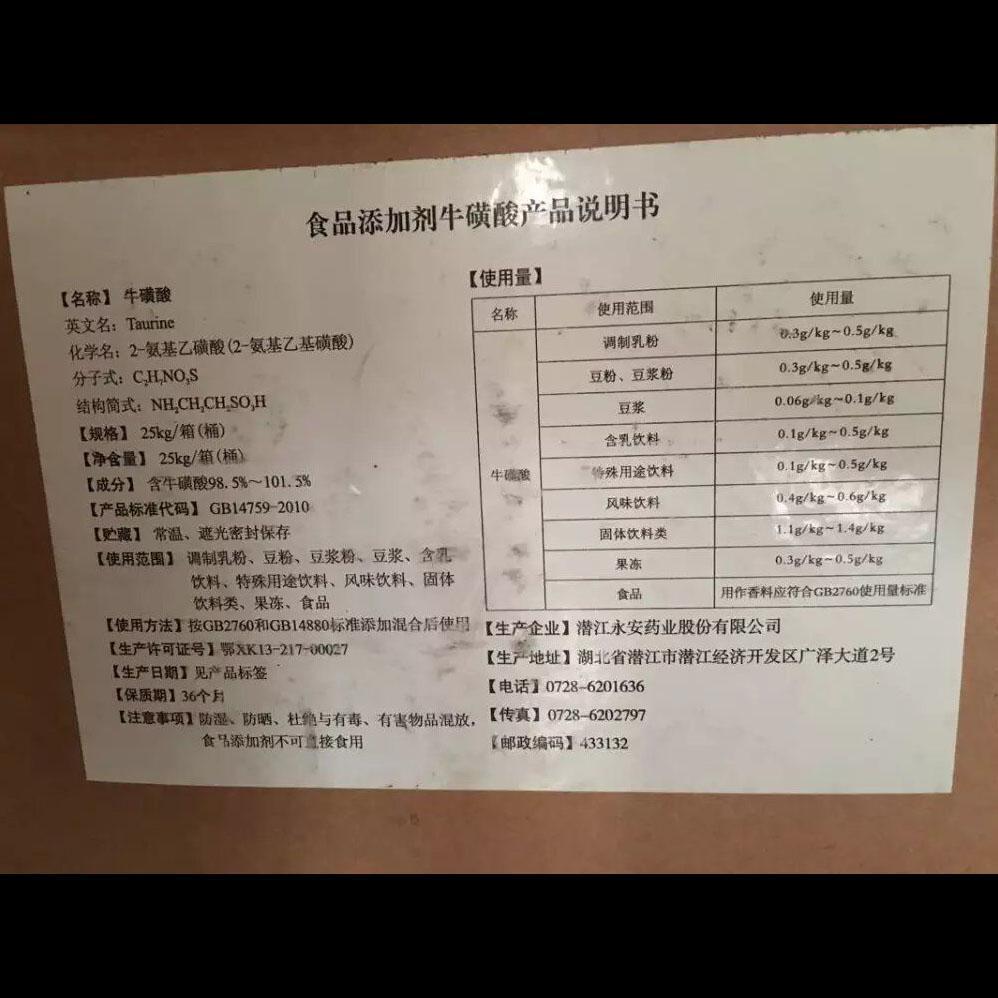 食品添加剂牛磺酸产品说明书
【名称】 牛磺酸
英文名：Taurine
化学名：2-氨基乙磺酸(2-氨基乙基磺酸)
分子式：C₂H₇NO₃S
结构简式：NH₂CH₂CH₂SO₃H
【规格】 25kg/箱(桶)
【净含量】 25kg/箱(桶)
【成分】 含牛磺酸98.5%～101.5%
【产品标准代码】 GB14759-2010
【贮藏】 常温、遮光密封保存
【使用范围】 调制乳粉、豆粉、豆浆粉、豆浆、含乳
饮料、特殊用途饮料、风味饮料、固体
饮料类、果冻、食品
【使用方法】按GB2760和GB14880标准添加混合后使用
【生产许可证号】鄂XK13-217-00027
【生产日期】见产品标签
【保质期】36个月
【注意事项】防湿、防晒、杜绝与有毒、有害物品混放，
食品添加剂不可直接食用
【使用量】
名称 使用范围 使用量
牛磺酸
调制乳粉 0.3g/kg~0.5g/kg
豆粉、豆浆粉 0.3g/kg~0.5g/kg
豆浆 0.06g/kg~0.1g/kg
含乳饮料 0.1g/kg~0.5g/kg
特殊用途饮料 0.1g/kg~0.5g/kg
风味饮料 0.4g/kg~0.6g/kg
固体饮料类 1.1g/kg~1.4g/kg
果冻 0.3g/kg~0.5g/kg
食品 用作香料应符合GB2760使用量标准
【生产企业】潜江永安药业股份有限公司
【生产地址】湖北省潜江市潜江经济开发区广泽大道2号
【电话】0728-6201636
【传真】0728-6202797
【邮政编码】433132